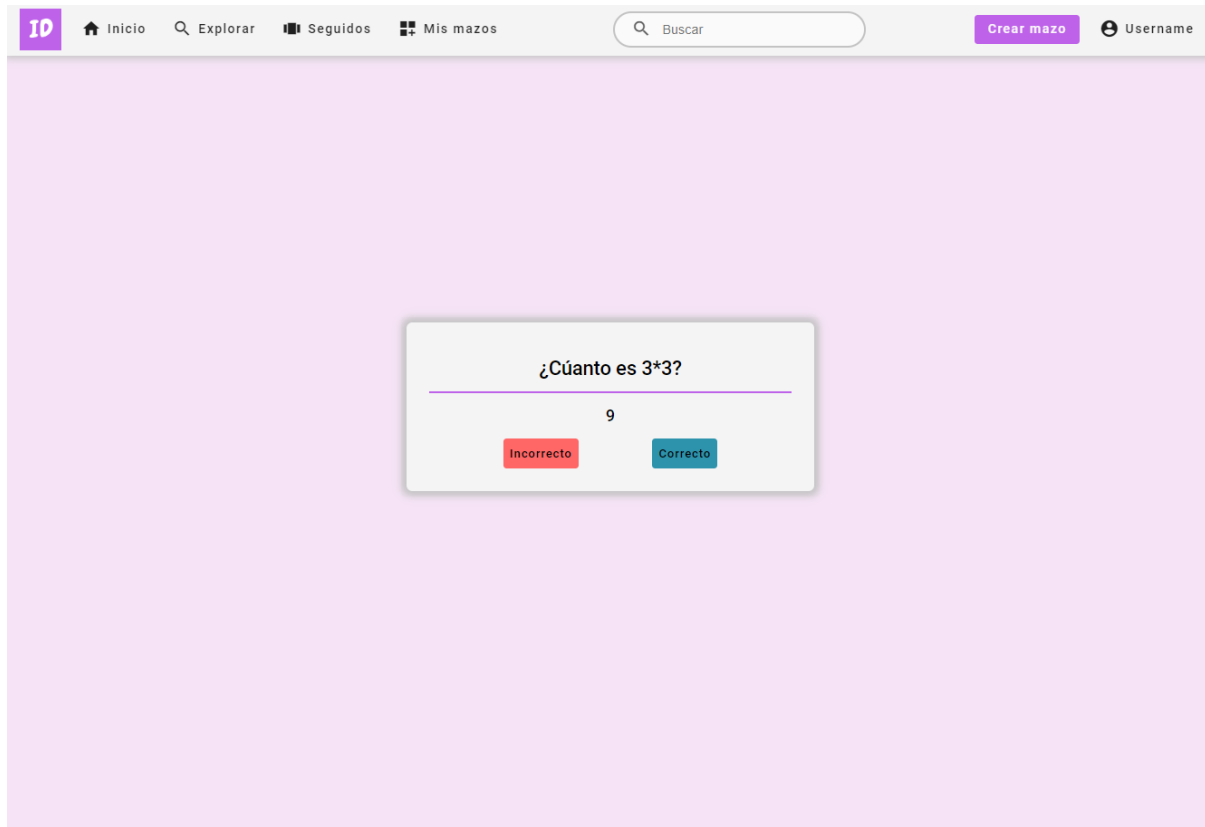 ID Inicio Explorar Seguidos Mis mazos Buscar Crear mazo Username
¿Cúanto es 3*3?
9
Incorrecto Correcto